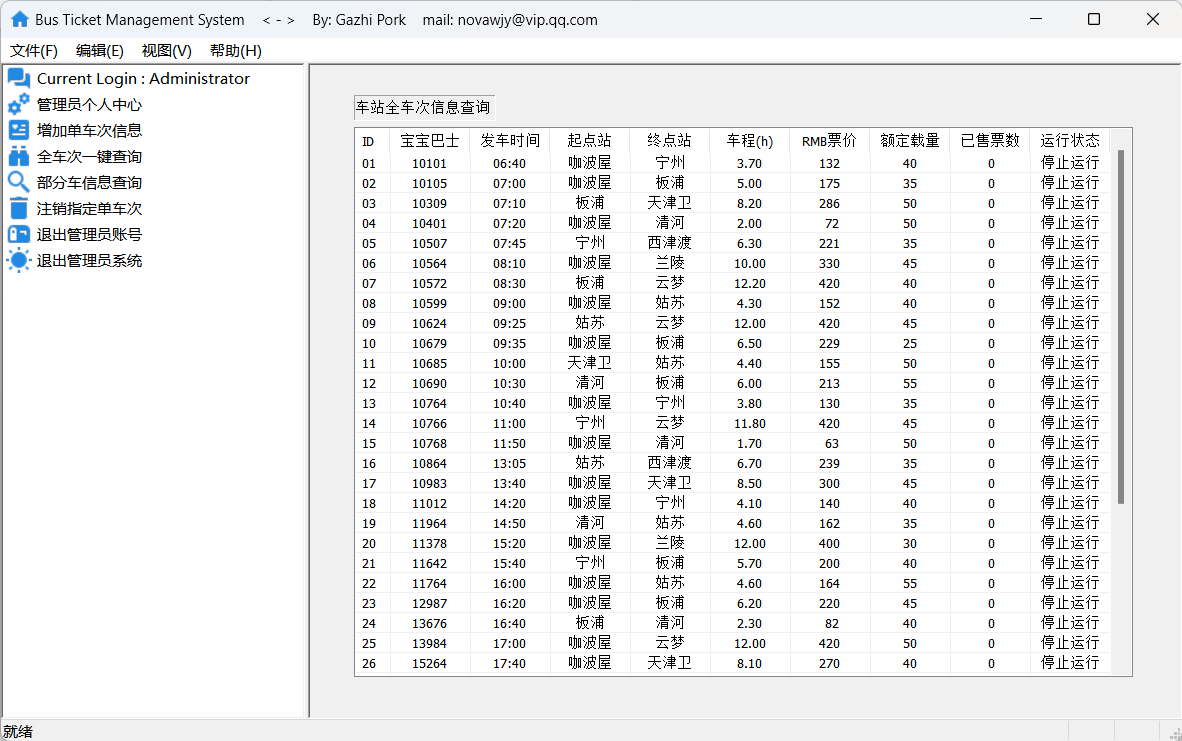 Bus Ticket Management System < - > By: Gazhi Pork mail: novawjy@vip.qq.com
文件(F) 编辑(E) 视图(V) 帮助(H)
Current Login : Administrator
管理员个人中心
增加单车次信息
全车次一键查询
部分车信息查询
注销指定单车次
退出管理员账号
退出管理员系统
车站全车次信息查询
ID 宝宝巴士 发车时间 起点站 终点站 车程(h) RMB票价 额定载量 已售票数 运行状态
01 10101 06:40 咖波屋 宁州 3.70 132 40 0 停止运行
02 10105 07:00 咖波屋 板浦 5.00 175 35 0 停止运行
03 10309 07:10 板浦 天津卫 8.20 286 50 0 停止运行
04 10401 07:20 咖波屋 清河 2.00 72 50 0 停止运行
05 10507 07:45 宁州 西津渡 6.30 221 35 0 停止运行
06 10564 08:10 咖波屋 兰陵 10.00 330 45 0 停止运行
07 10572 08:30 板浦 云梦 12.20 420 40 0 停止运行
08 10599 09:00 咖波屋 姑苏 4.30 152 40 0 停止运行
09 10624 09:25 姑苏 云梦 12.00 420 45 0 停止运行
10 10679 09:35 咖波屋 板浦 6.50 229 25 0 停止运行
11 10685 10:00 天津卫 姑苏 4.40 155 50 0 停止运行
12 10690 10:30 清河 板浦 6.00 213 55 0 停止运行
13 10764 10:40 咖波屋 宁州 3.80 130 35 0 停止运行
14 10766 11:00 宁州 云梦 11.80 420 45 0 停止运行
15 10768 11:50 咖波屋 清河 1.70 63 50 0 停止运行
16 10864 13:05 姑苏 西津渡 6.70 239 35 0 停止运行
17 10983 13:40 咖波屋 天津卫 8.50 300 45 0 停止运行
18 11012 14:20 咖波屋 宁州 4.10 140 40 0 停止运行
19 11964 14:50 清河 姑苏 4.60 162 35 0 停止运行
20 11378 15:20 咖波屋 兰陵 12.00 400 30 0 停止运行
21 11642 15:40 宁州 板浦 5.70 200 40 0 停止运行
22 11764 16:00 咖波屋 姑苏 4.60 164 55 0 停止运行
23 12987 16:20 咖波屋 板浦 6.20 220 45 0 停止运行
24 13676 16:40 板浦 清河 2.30 82 40 0 停止运行
25 13984 17:00 咖波屋 云梦 12.00 420 50 0 停止运行
26 15264 17:40 咖波屋 天津卫 8.10 270 40 0 停止运行
就绪